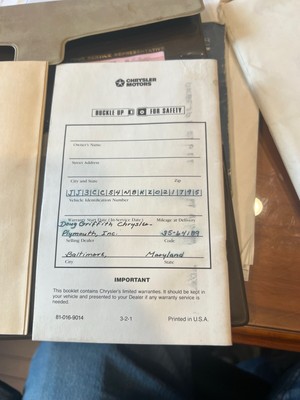 CHRYSLER
MOTORS
BUCKLE UP FOR SAFETY
Owner's Name
Street Address
City and State Zip
Vehicle Identification Number
Warranty Start Date (In-Service Date) Mileage at Delivery
Doug Griffith Chrysler-
Plymouth, Inc. 35-64189
Selling Dealer Code
Baltimore Maryland
City State
IMPORTANT
This booklet contains Chrysler's limited warranties. It should be kept in
your vehicle and presented to your Dealer if any warranty service is
needed.
81-016-9014 3-2-1 Printed in U.S.A.